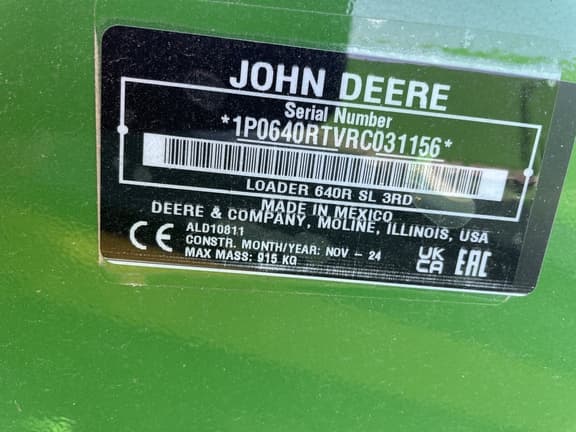 JOHN DEERE
Serial Number
*1P0640RTVRC031156*
LOADER 640R SL 3RD
MADE IN MEXICO
DEERE & COMPANY, MOLINE, ILLINOIS, USA
ALD10811
CONSTR. MONTH/YEAR: NOV - 24
MAX MASS: 915 KG
CE
UK
CA
EAC